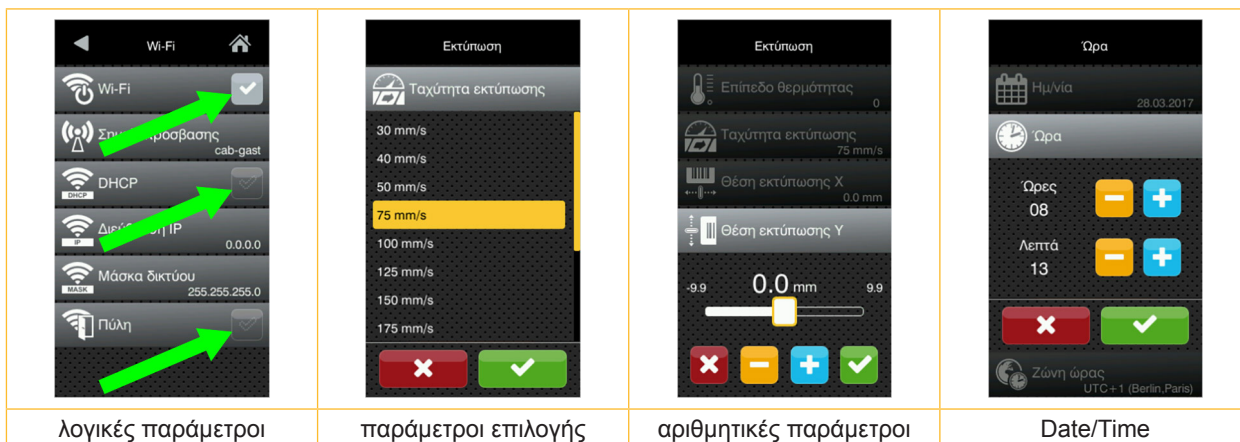 Wi-Fi
Wi-Fi
cab-gast
DHCP
DHCP
IP
IP
0.0.0.0
MASK
Μάσκα δικτύου
255.255.255.0
Πύλη
λογικές παράμετροι
Εκτύπωση
Ταχύτητα εκτύπωσης
30 mm/s
40 mm/s
50 mm/s
75 mm/s
100 mm/s
125 mm/s
150 mm/s
175 mm/s
παράμετροι επιλογής
Εκτύπωση
Επίπεδο θερμότητας
0
Ταχύτητα εκτύπωσης
75 mm/s
Θέση εκτύπωσης X
0.0 mm
Θέση εκτύπωσης Y
-9.9 0.0 mm 9.9
αριθμητικές παράμετροι
Ώρα
Ημ/νία
28.03.2017
Ώρα
Ώρες
08
Λεπτά
13
Ζώνη ώρας
UTC+1 (Berlin,Paris)
Date/Time